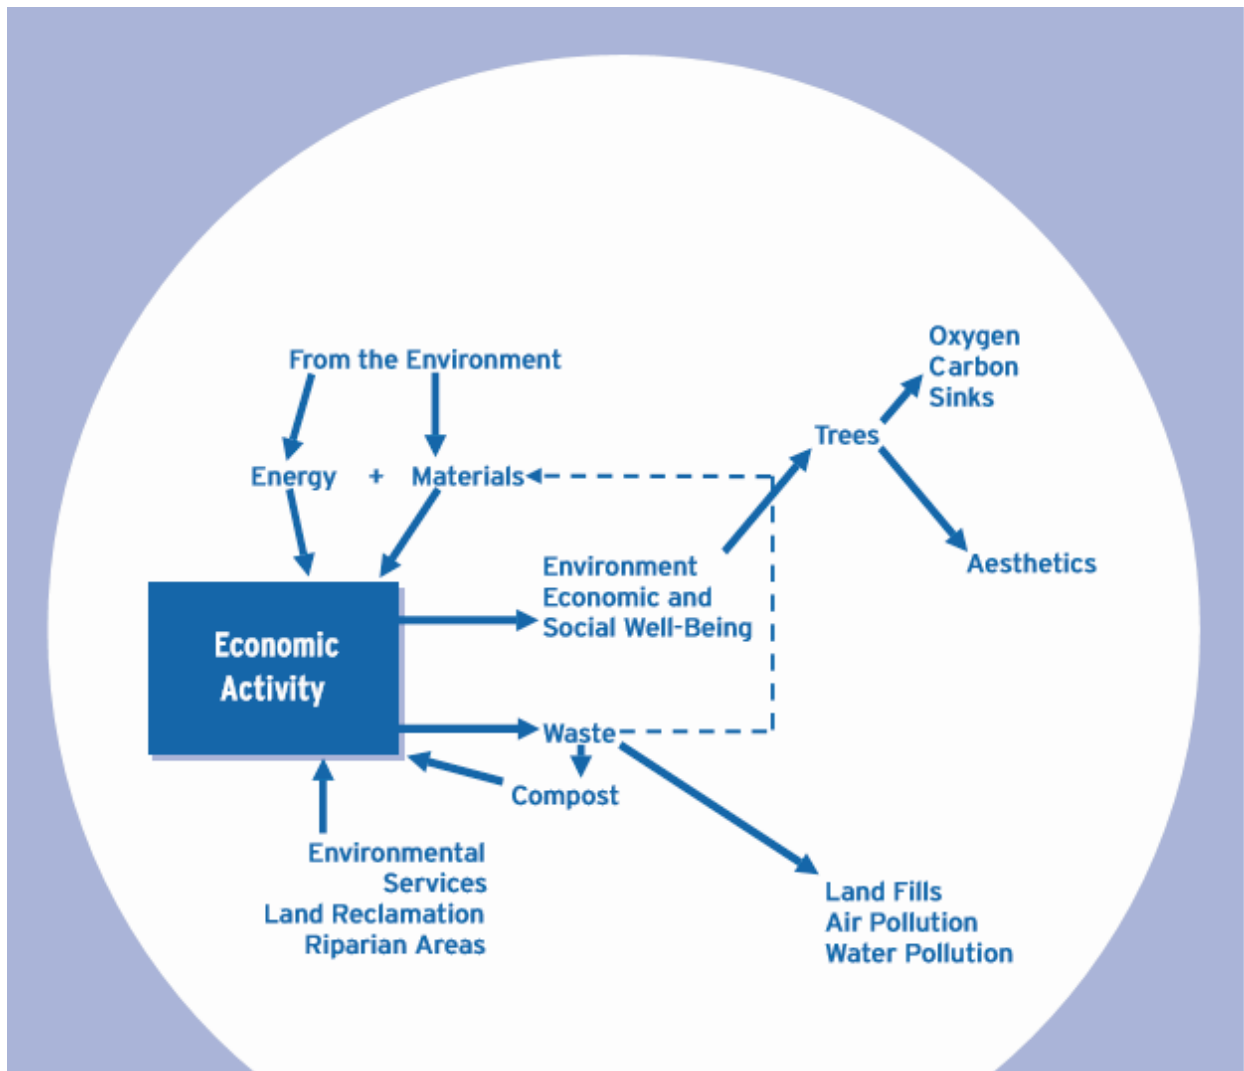 From the Environment
Energy + Materials
Oxygen
Carbon
Sinks
Trees
Aesthetics
Environment
Economic and
Social Well-Being
Economic
Activity
Waste
Compost
Environmental
Services
Land Reclamation
Riparian Areas
Land Fills
Air Pollution
Water Pollution